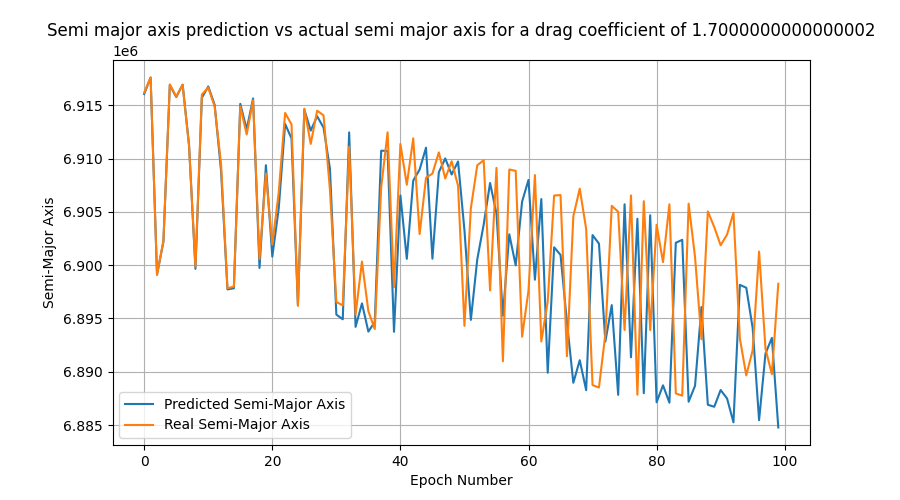 Semi major axis prediction vs actual semi major axis for a drag coefficient of 1.7000000000000002
1e6
6.915
6.910
6.905
6.900
6.895
6.890
6.885
Semi-Major Axis
Predicted Semi-Major Axis
Real Semi-Major Axis
0 20 40 60 80 100
Epoch Number